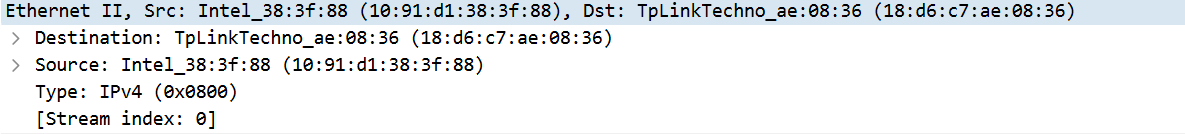 Ethernet II, Src: Intel_38:3f:88 (10:91:d1:38:3f:88), Dst: TpLinkTechno_ae:08:36 (18:d6:c7:ae:08:36)
Destination: TpLinkTechno_ae:08:36 (18:d6:c7:ae:08:36)
Source: Intel_38:3f:88 (10:91:d1:38:3f:88)
Type: IPv4 (0x0800)
[Stream index: 0]